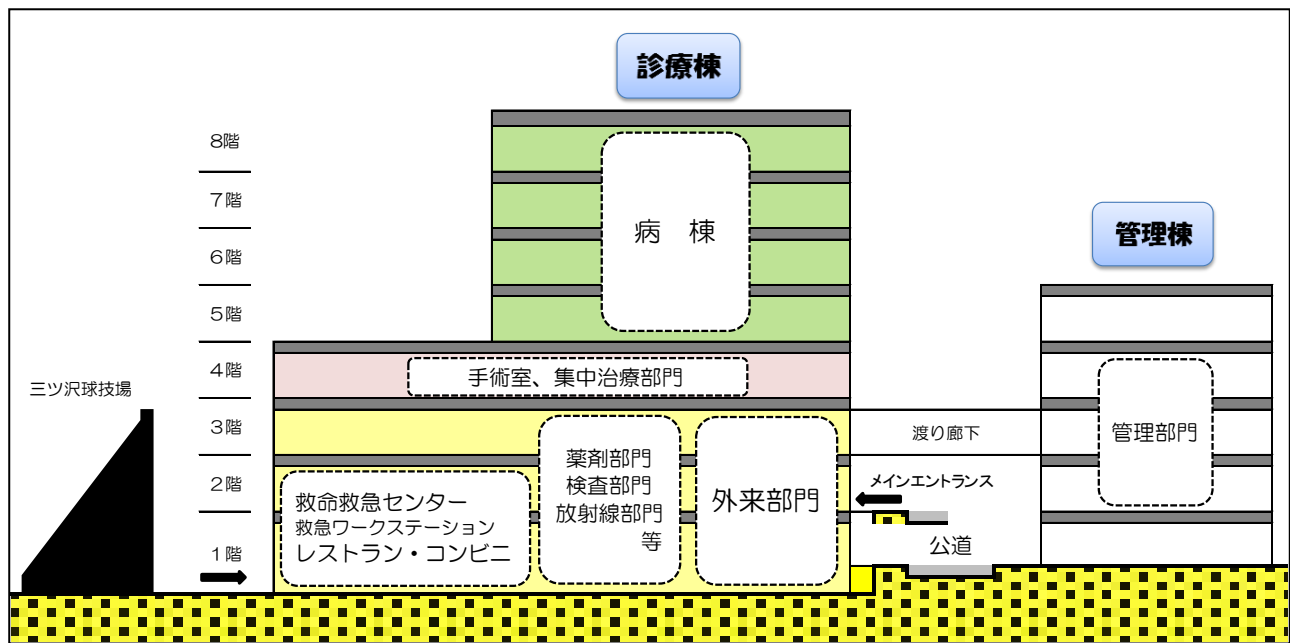 診療棟
8階
7階
病　棟
管理棟
6階
5階
4階
手術室、集中治療部門
三ツ沢球技場
3階
渡り廊下
管理部門
薬剤部門
検査部門
放射線部門
等
外来部門
2階
メインエントランス
救命救急センター
救急ワークステーション
レストラン・コンビニ
1階
公道